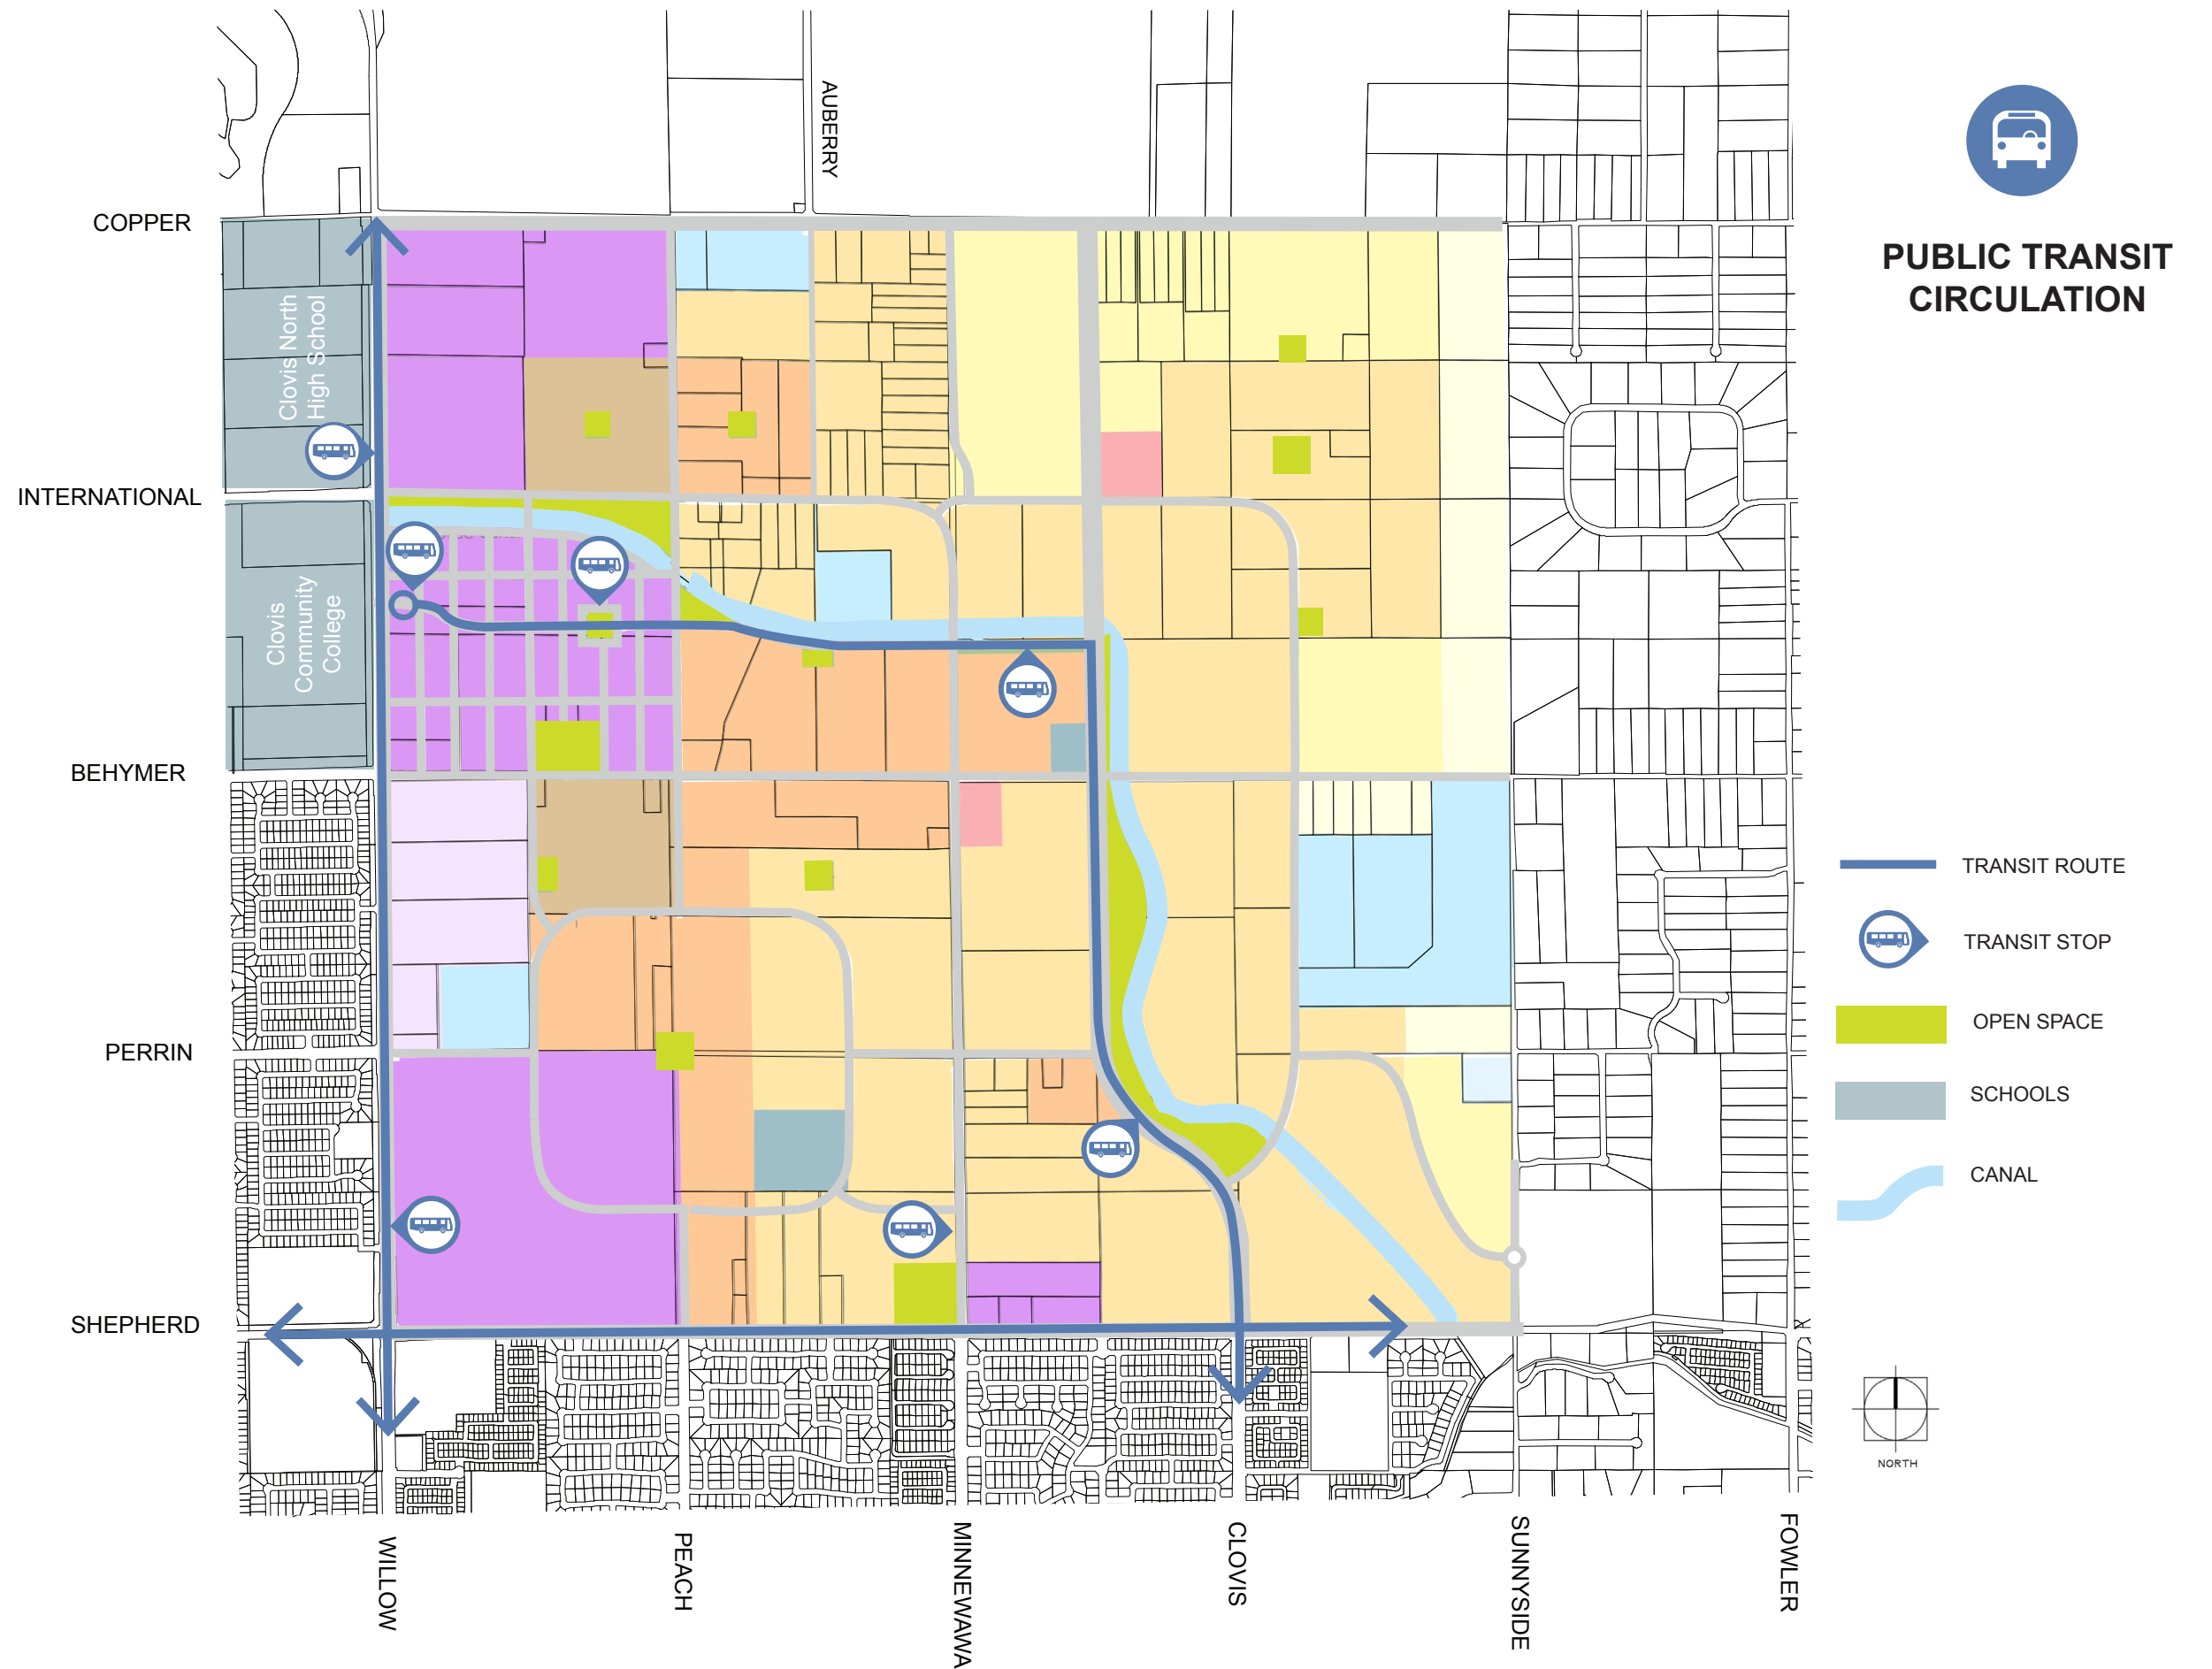 AUBERRY
PUBLIC TRANSIT
CIRCULATION
COPPER
INTERNATIONAL
BEHYMER
PERRIN
SHEPHERD
Clovis North
High School
Clovis
Community
College
TRANSIT ROUTE
TRANSIT STOP
OPEN SPACE
SCHOOLS
CANAL
NORTH
WILLOW
PEACH
MINNEWAWA
CLOVIS
SUNNYSIDE
FOWLER